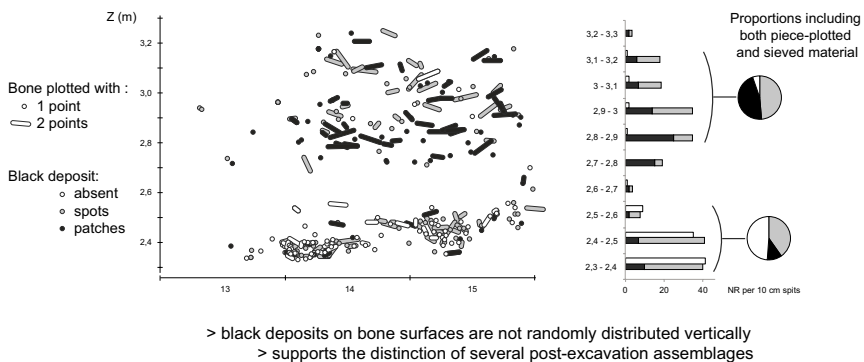 Z (m)
3,2
3,0
2,8
2,6
2,4
13
14
15
Bone plotted with :
1 point
2 points
Black deposit:
absent
spots
patches
3,2 - 3,3
3,1 - 3,2
3 - 3,1
2,9 - 3
2,8 - 2,9
2,7 - 2,8
2,6 - 2,7
2,5 - 2,6
2,4 - 2,5
2,3 - 2,4
0
20
40
NR per 10 cm spits
Proportions including
both piece-plotted
and sieved material
> black deposits on bone surfaces are not randomly distributed vertically
> supports the distinction of several post-excavation assemblages